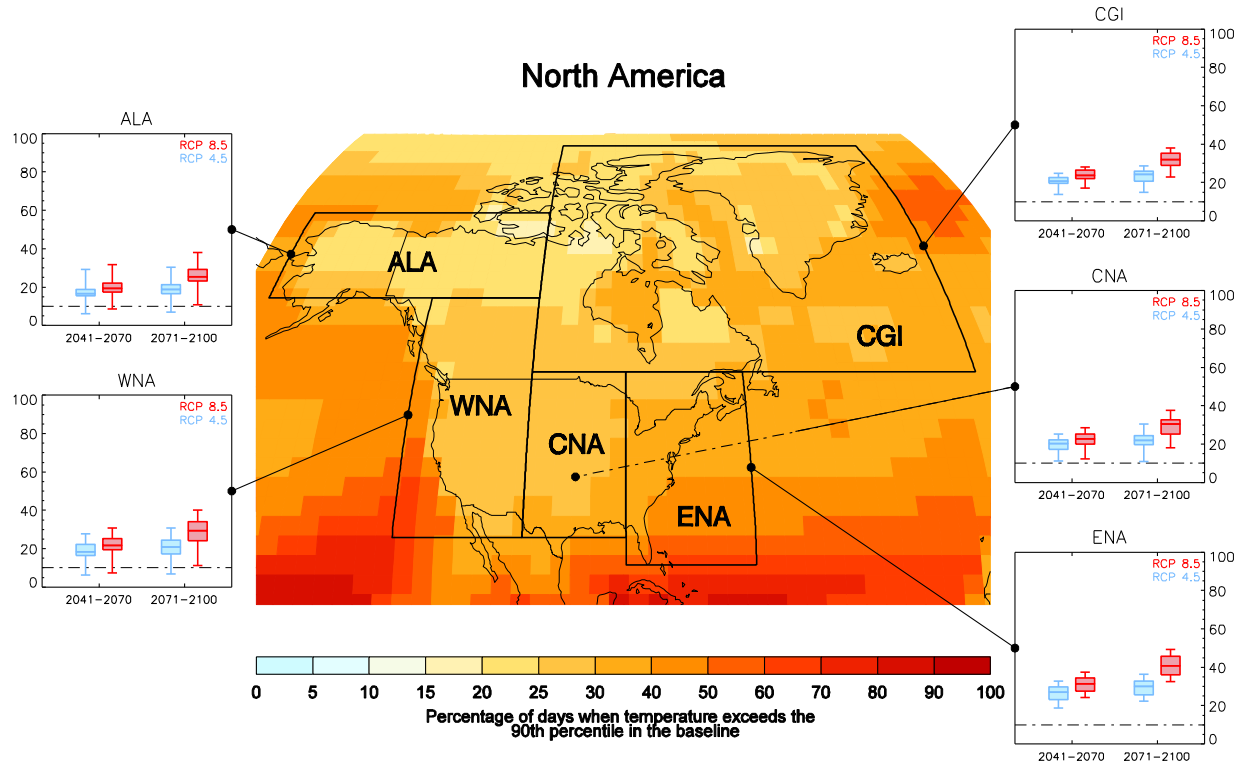 North America
ALA
100
80
60
40
20
0
RCP 8.5
RCP 4.5
2041-2070
2071-2100
WNA
100
80
60
40
20
0
RCP 8.5
RCP 4.5
2041-2070
2071-2100
ALA
WNA
CNA
ENA
CGI
CGI
100
80
60
40
20
0
RCP 8.5
RCP 4.5
2041-2070
2071-2100
CNA
100
80
60
40
20
0
RCP 8.5
RCP 4.5
2041-2070
2071-2100
ENA
100
80
60
40
20
0
RCP 8.5
RCP 4.5
2041-2070
2071-2100
0 5 10 15 20 25 30 40 50 60 70 80 90 100
Percentage of days when temperature exceeds the
90th percentile in the baseline